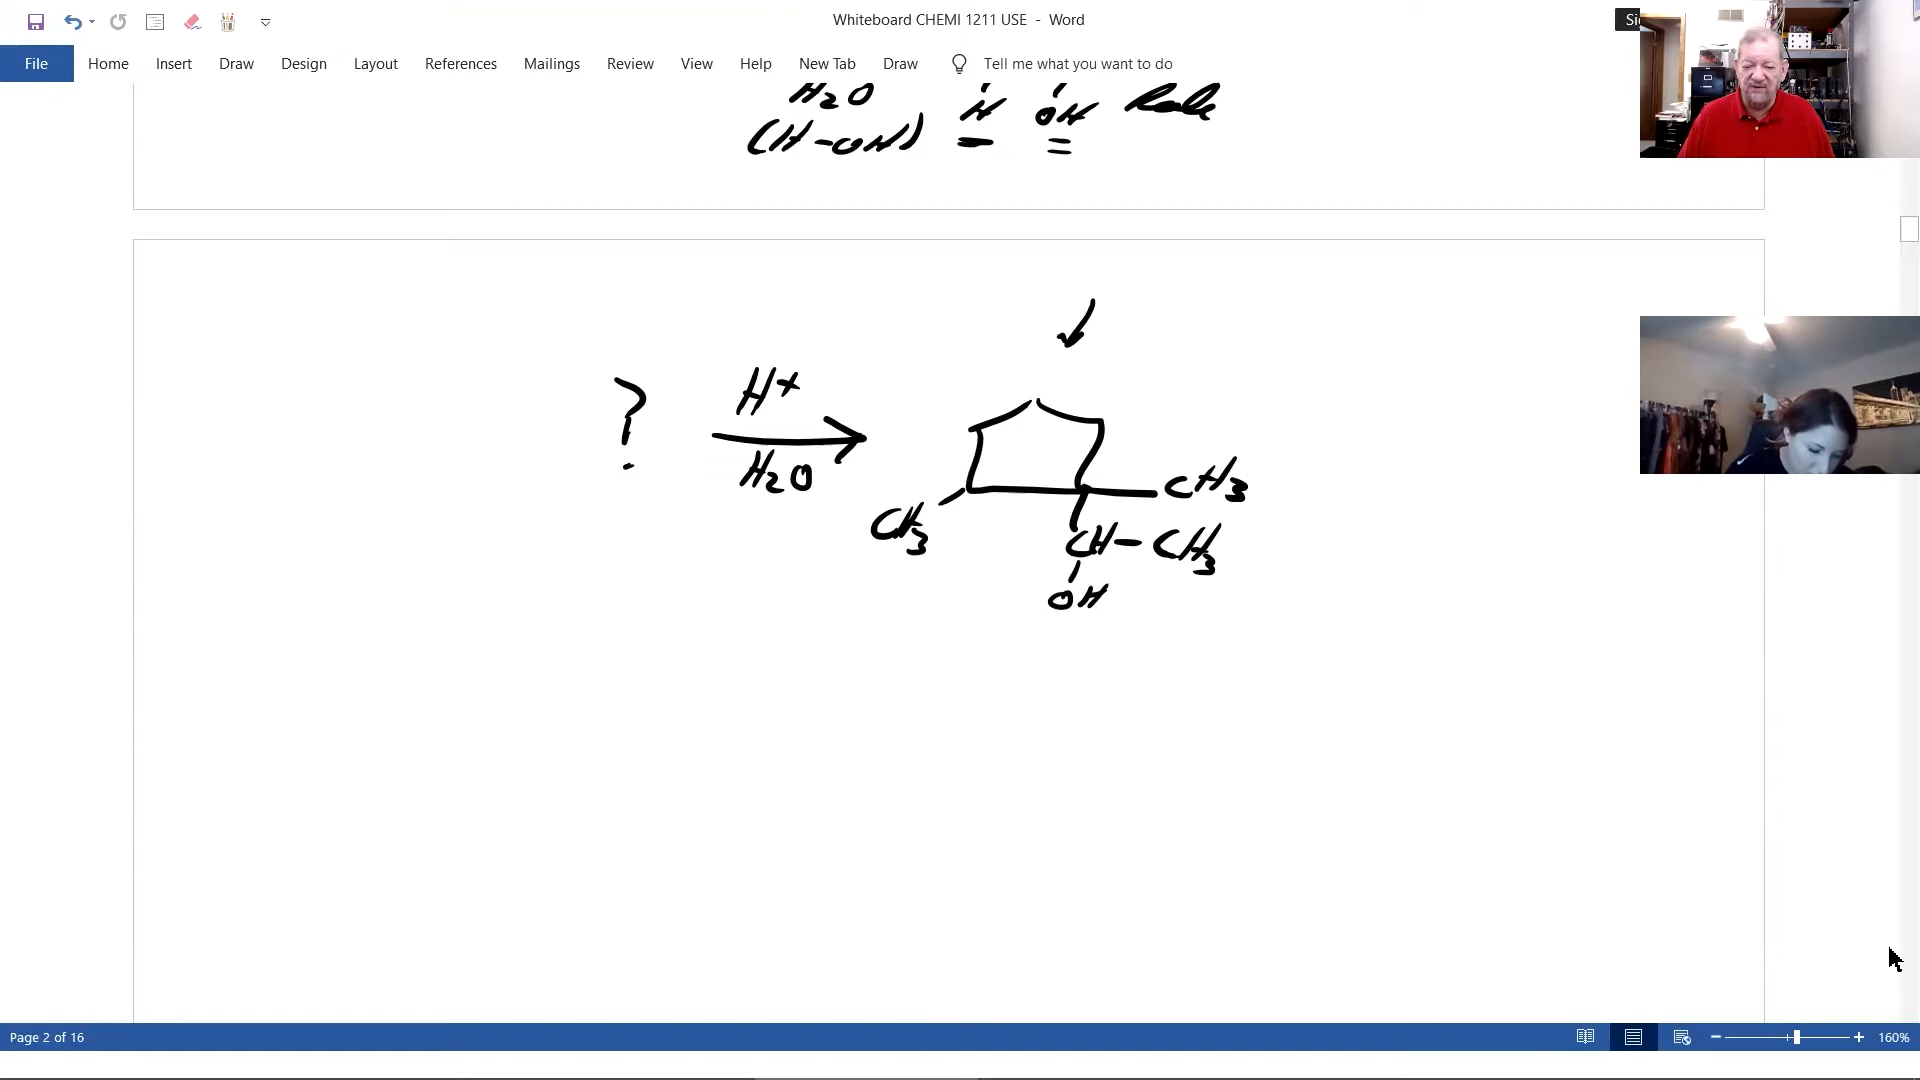 Whiteboard CHEMI 1211 USE - Word
File Home Insert Draw Design Layout References Mailings Review View Help New Tab Draw Tell me what you want to do
H2O H OH Rule
(H-OH)
? H+
H2O
CH3
CH3
CH-CH3
OH
Page 2 of 16
160%